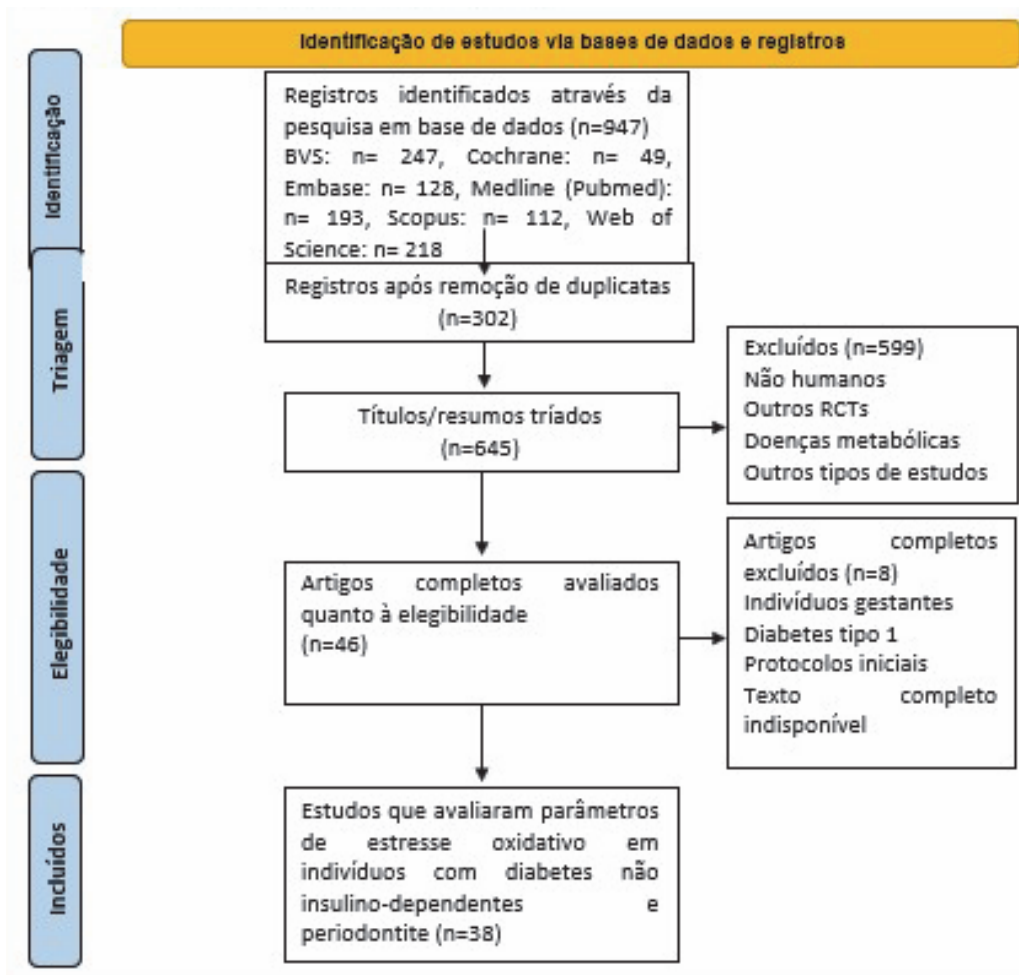 Identificação de estudos via bases de dados e registros
Identificação
Registros identificados através da
pesquisa em base de dados (n=947)
BVS: n= 247, Cochrane: n= 49,
Embase: n= 128, Medline (Pubmed):
n= 193, Scopus: n= 112, Web of
Science: n= 218
Triagem
Registros após remoção de duplicatas
(n=302)
Títulos/resumos tríados
(n=645)
Excluídos (n=599)
Não humanos
Outros RCTs
Doenças metabólicas
Outros tipos de estudos
Elegibilidade
Artigos completos avaliados
quanto à elegibilidade
(n=46)
Artigos completos
excluídos (n=8)
Indivíduos gestantes
Diabetes tipo 1
Protocolos iniciais
Texto completo
indisponível
Incluídos
Estudos que avaliaram parâmetros
de estresse oxidativo em
indivíduos com diabetes não
insulino-dependentes e
periodontite (n=38)